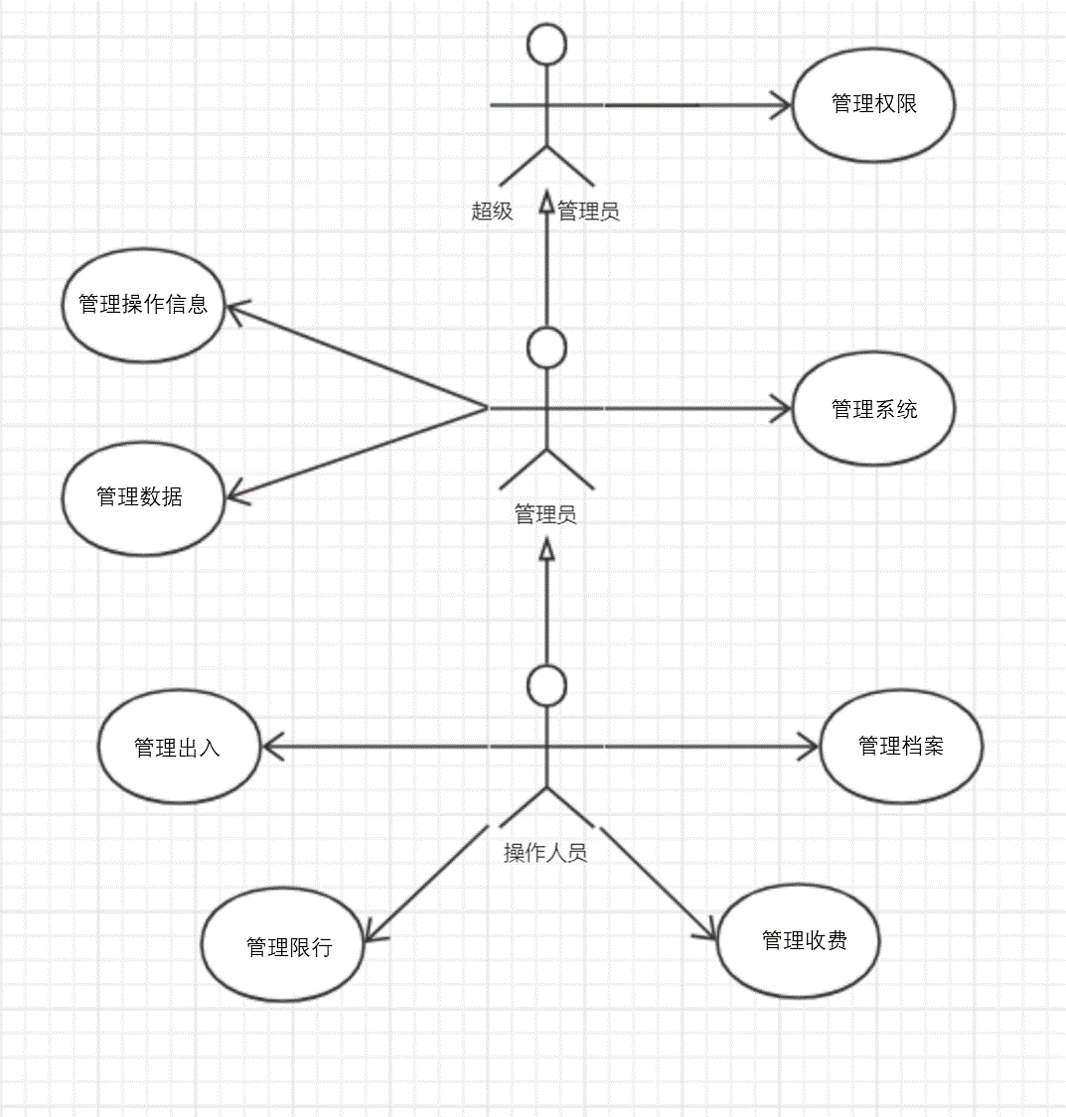 管理权限
超级 管理员
管理操作信息
管理系统
管理数据
管理员
管理出入
管理档案
操作人员
管理限行
管理收费